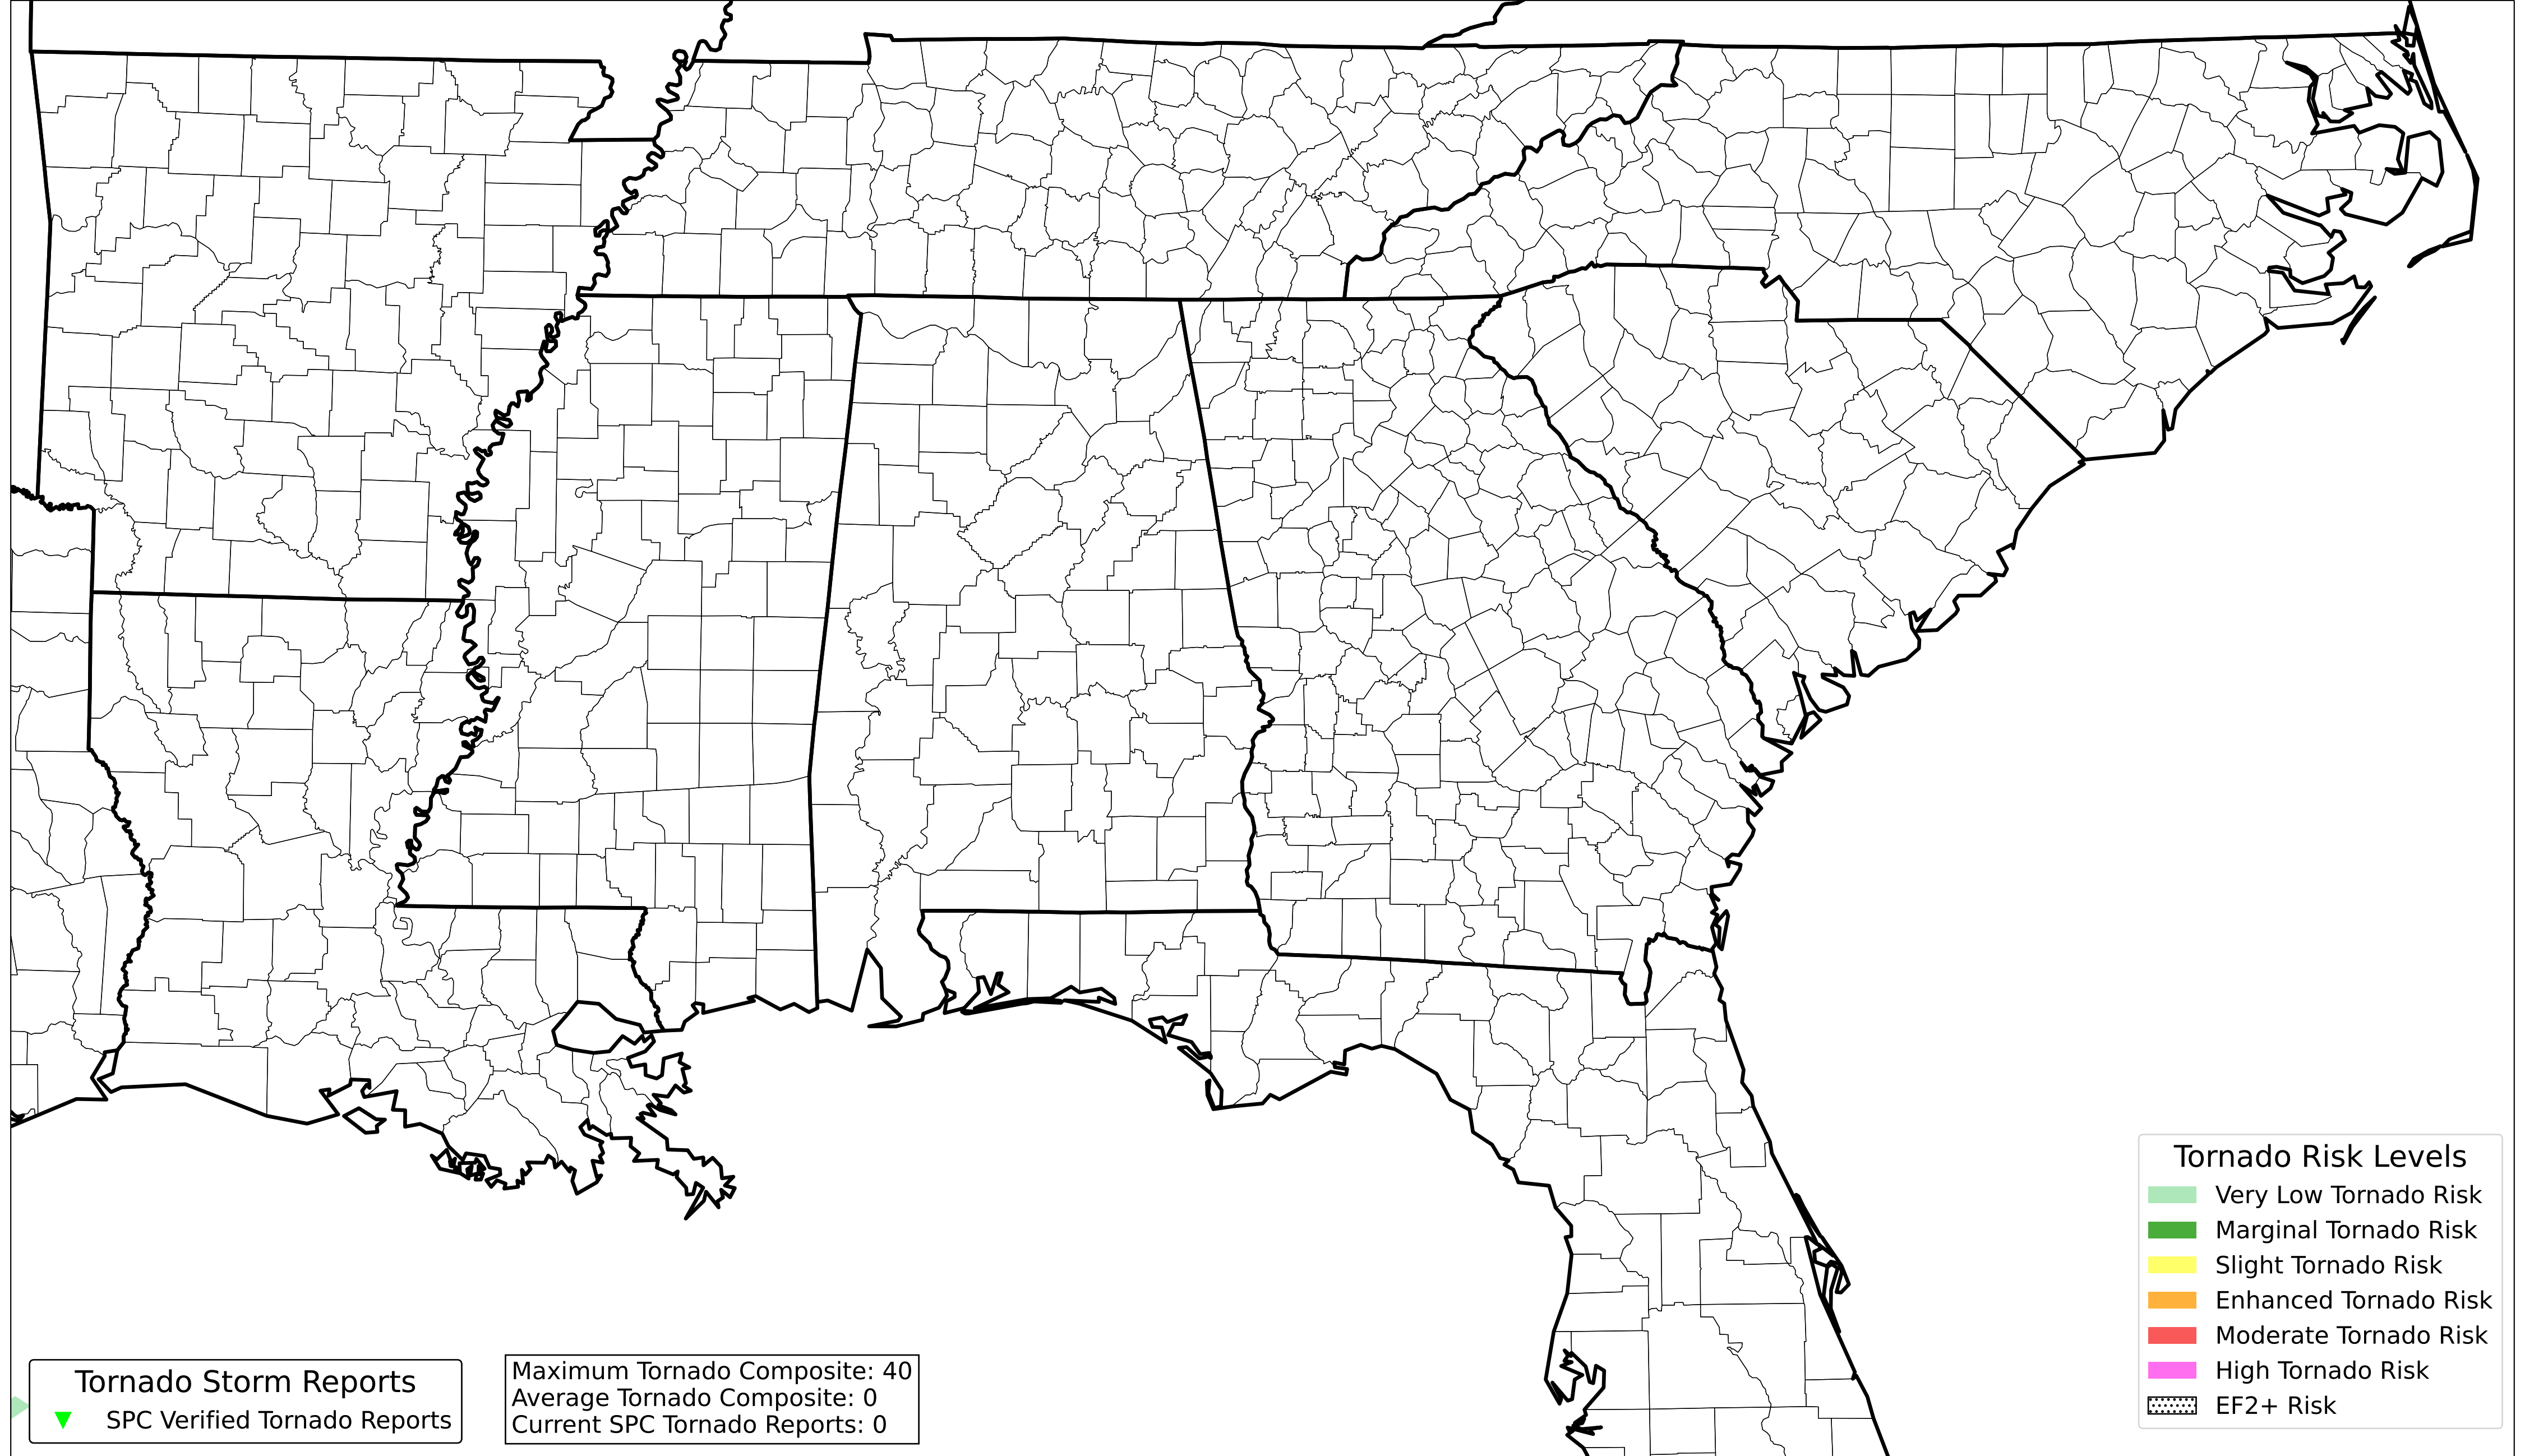 Tornado Risk Levels
Very Low Tornado Risk
Marginal Tornado Risk
Slight Tornado Risk
Enhanced Tornado Risk
Moderate Tornado Risk
High Tornado Risk
EF2+ Risk
Tornado Storm Reports
SPC Verified Tornado Reports
Maximum Tornado Composite: 40
Average Tornado Composite: 0
Current SPC Tornado Reports: 0